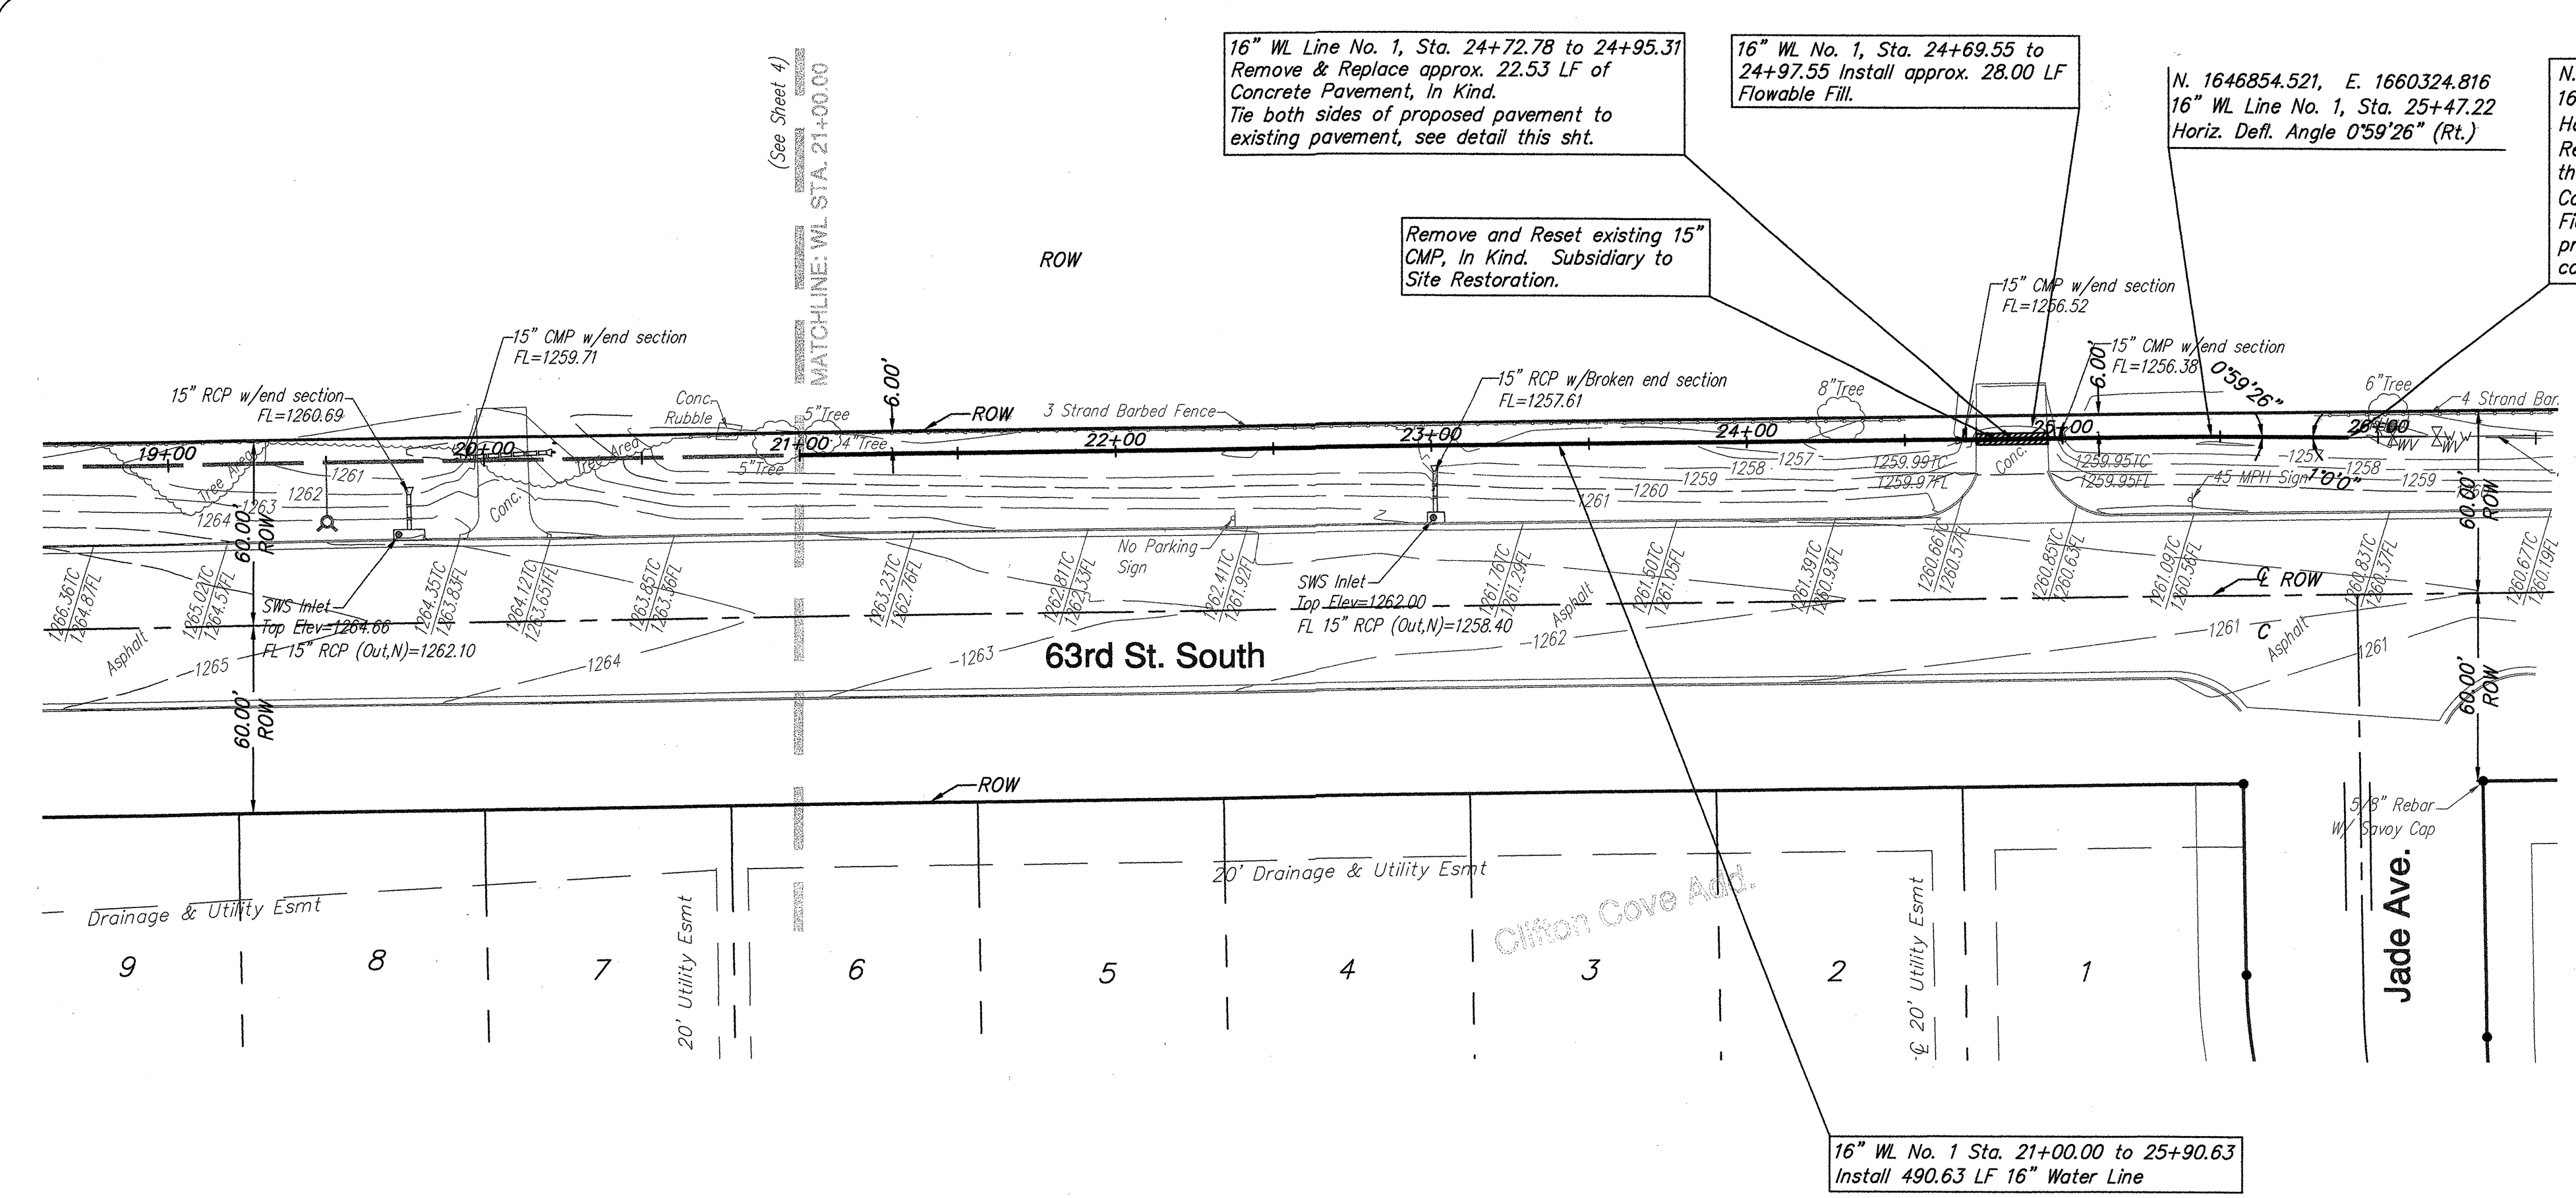 (See Sheet 4)
MATCHLINE: WL STA. 21+00.00
16" WL Line No. 1, Sta. 24+72.78 to 24+95.31
Remove & Replace approx. 22.53 LF of
Concrete Pavement, In Kind.
Tie both sides of proposed pavement to
existing pavement, see detail this sht.
16" WL No. 1, Sta. 24+69.55 to
24+97.55 Install approx. 28.00 LF
Flowable Fill.
N. 1646854.521, E. 1660324.816
16" WL Line No. 1, Sta. 25+47.22
Horiz. Defl. Angle 0°59'26" (Rt.)
N.
16
Ro
th
Co
pr
co
Remove and Reset existing 15"
CMP, In Kind. Subsidiary to
Site Restoration.
ROW
15" CMP w/end section
FL=1256.52
15" CMP w/end section
FL=1259.71
15" RCP w/end section
FL=1260.69
Conc.
Rubble
5"Tree
4"Tree
5"Tree
6.00'
ROW
3 Strand Barbed Fence
15" RCP w/Broken end section
FL=1257.61
8"Tree
15" CMP w/end section
FL=1256.38
6.00'
0°59'26"
6"Tree
4 Strand Bar.
19+00
20+00
21+00
22+00
23+00
24+00
25+00
26+00
Tree Area
Tree Area
1261
1262
1263
1264
Conc.
1257
1258
1259
1260
1261
1259.99TC
1259.97FL
Conc.
1259.95TC
1259.95FL
45 MPH Sign
1°0'0"
1257
1258
1259
WV
WV
W
60.00'
ROW
60.00'
ROW
No Parking
Sign
1266.36TC
1264.87FL
1265.02TC
1264.57FL
1264.35TC
1263.83FL
1264.12TC
1263.651FL
1263.85TC
1263.36FL
1263.23TC
1262.76FL
1262.81TC
1262.33FL
1262.41TC
1261.92FL
1261.76TC
1261.29FL
1261.50TC
1261.05FL
1261.39TC
1260.93FL
1260.66TC
1260.57FL
1260.85TC
1260.63FL
1261.09TC
1260.56FL
1260.83TC
1260.37FL
1260.67TC
1260.19FL
SWS Inlet
Top Elev=1264.66
FL 15" RCP (Out,N)=1262.10
SWS Inlet
Top Elev=1262.00
FL 15" RCP (Out,N)=1258.40
Asphalt
Asphalt
Asphalt
℄ ROW
C
1265
1264
1263
1262
1261
1261
63rd St. South
60.00'
ROW
60.00'
ROW
ROW
5/8" Rebar
W/ Savoy Cap
Drainage & Utility Esmt
20' Utility Esmt
20' Drainage & Utility Esmt
℄ 20' Utility Esmt
Clifton Cove Add.
Jade Ave.
9
8
7
6
5
4
3
2
1
16" WL No. 1 Sta. 21+00.00 to 25+90.63
Install 490.63 LF 16" Water Line